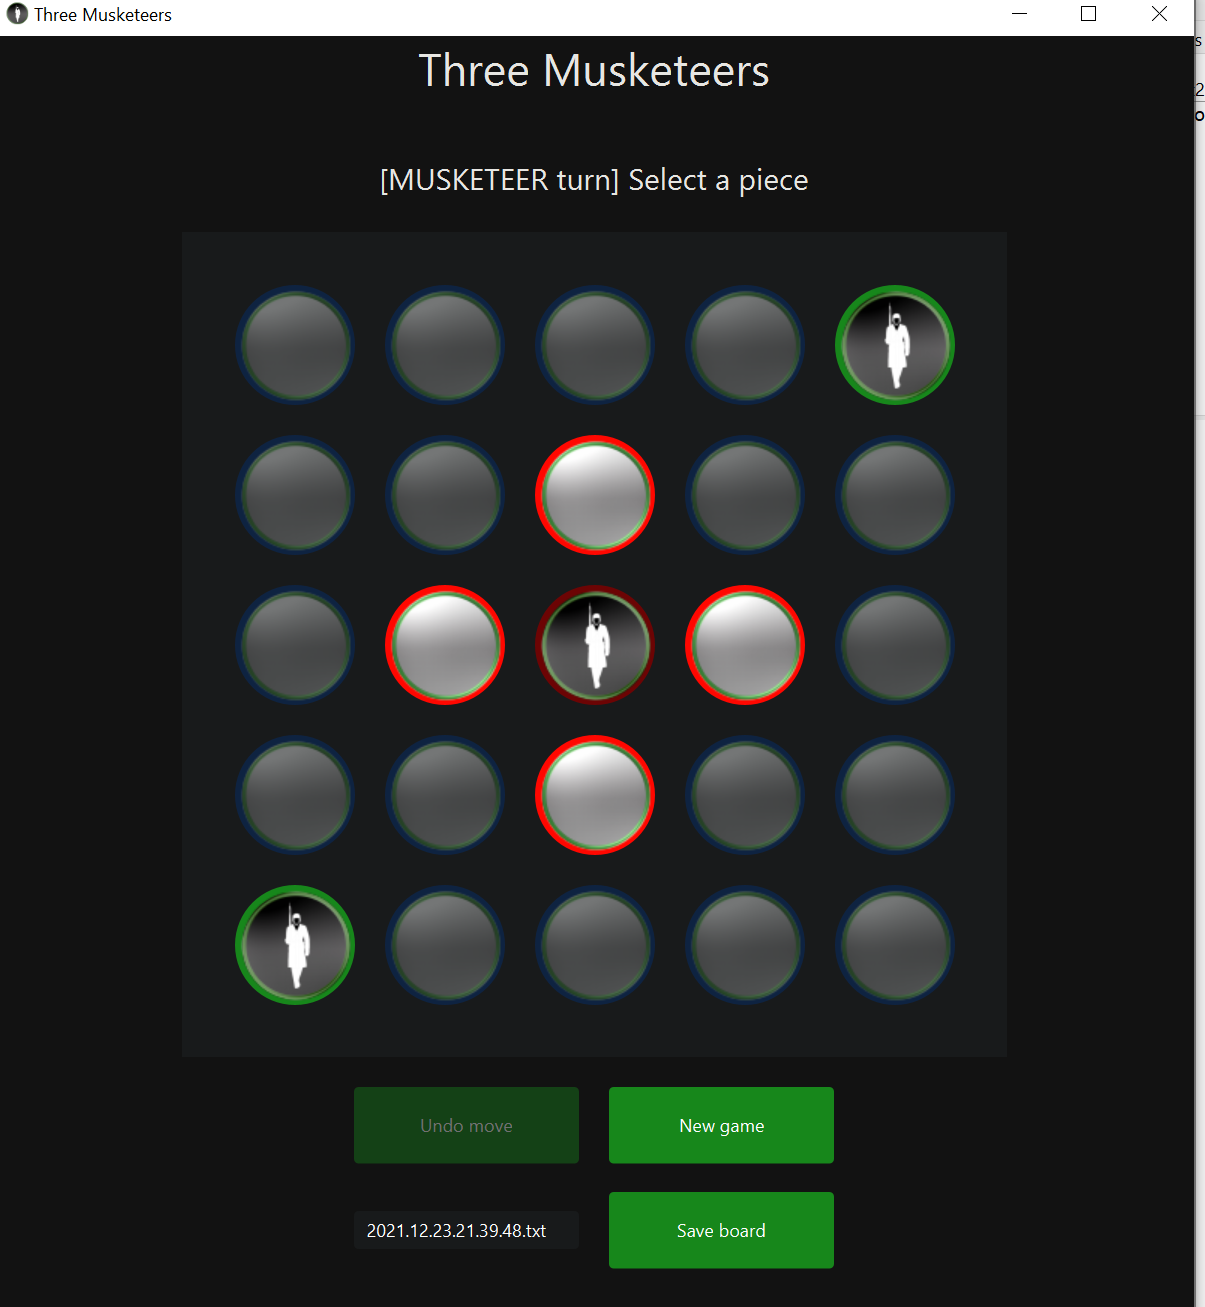 Three Musketeers
s
Three Musketeers
2
o
[MUSKETEER turn] Select a piece
Undo move
New game
2021.12.23.21.39.48.txt
Save board